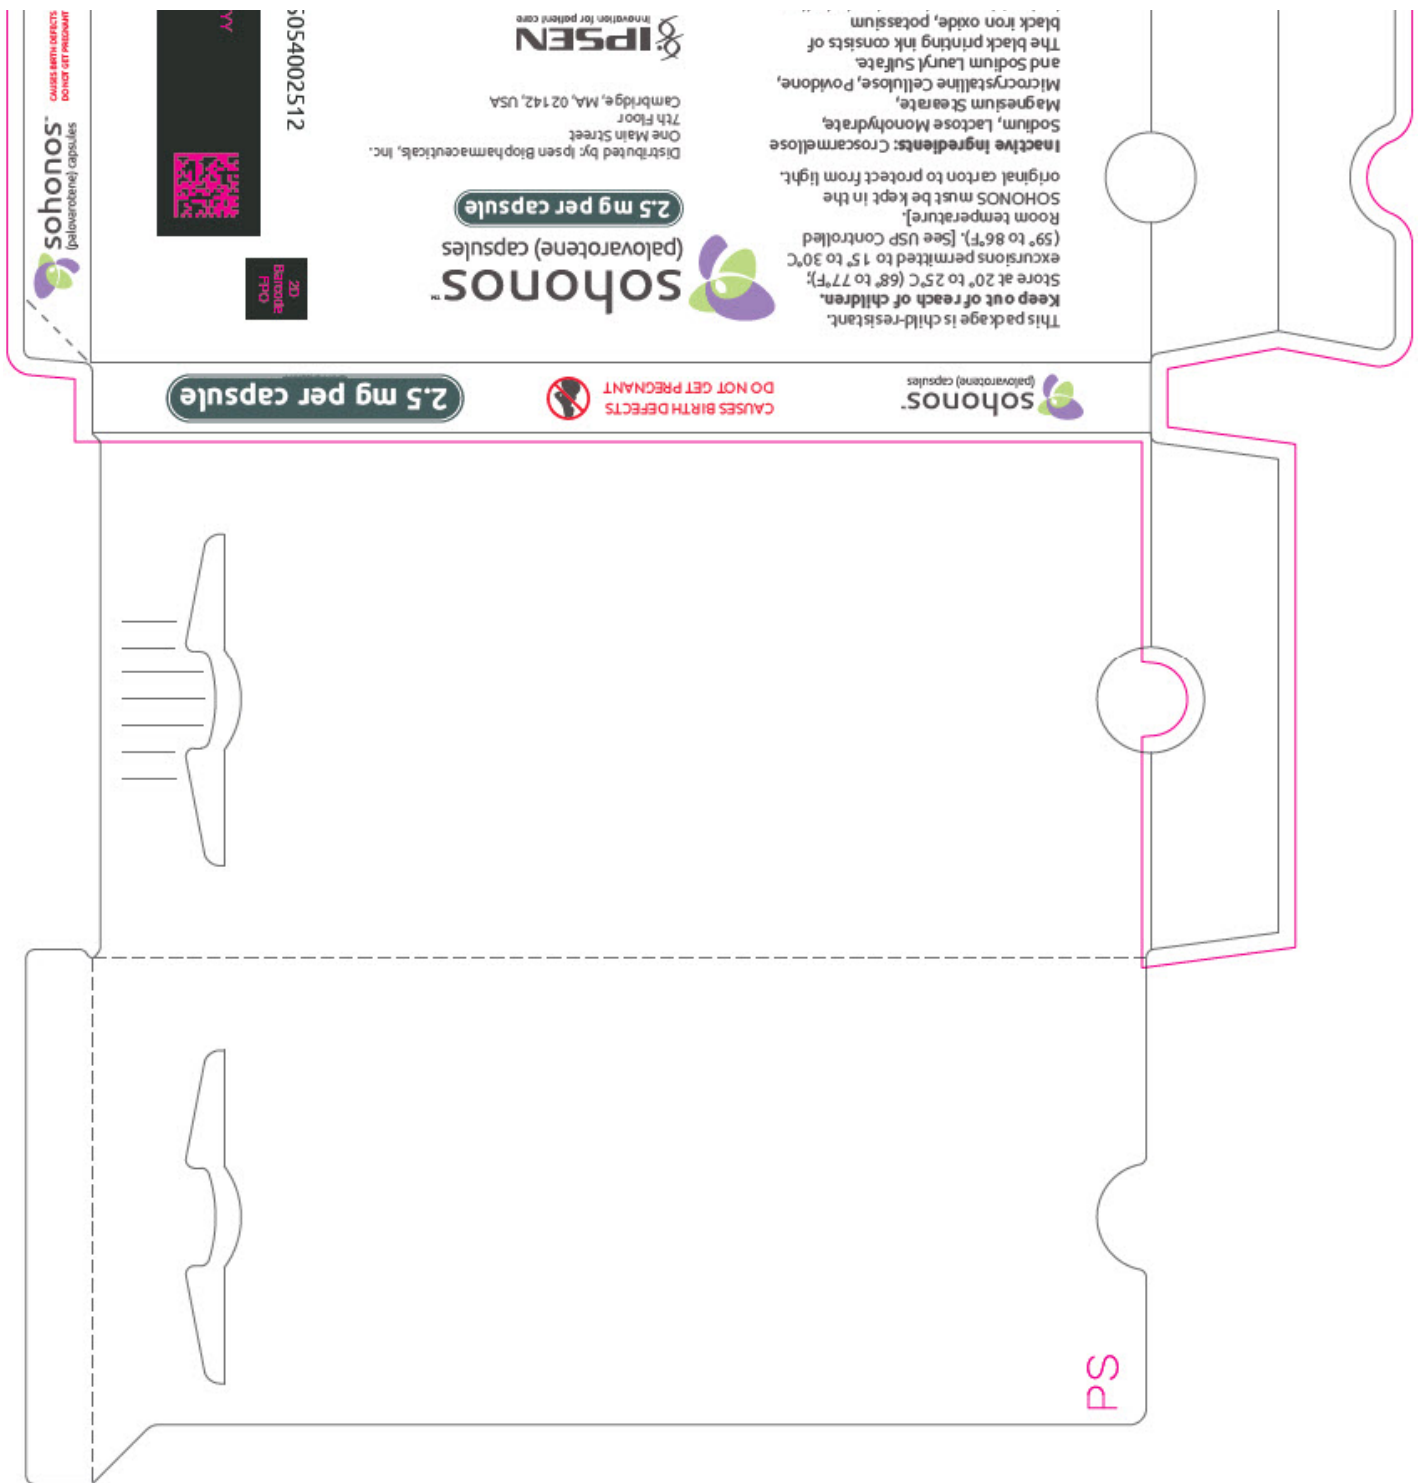 sohonos™
(palovarotene) capsules
CAUSES BIRTH DEFECTS
DO NOT GET PREGNANT
2.5 mg per capsule
This package is child-resistant.
Keep out of reach of children.
Store at 20° to 25°C (68° to 77°F);
excursions permitted to 15° to 30°C
(59° to 86°F). [See USP Controlled
Room temperature].
SOHONOS must be kept in the
original carton to protect from light.
Inactive ingredients: Croscarmellose
Sodium, Lactose Monohydrate,
Magnesium Stearate,
Microcrystalline Cellulose, Povidone,
and Sodium Lauryl Sulfate.
The black printing ink consists of
black iron oxide, potassium
sohonos™
(palovarotene) capsules
2.5 mg per capsule
Distributed by: Ipsen Biopharmaceuticals, Inc.
One Main Street
7th Floor
Cambridge, MA, 02142, USA
IPSEN
Innovation for patient care
2D
Barcode
FPO
5054002512
YY
sohonos™
(palovarotene) capsules
CAUSES BIRTH DEFECTS
DO NOT GET PREGNANT
PS